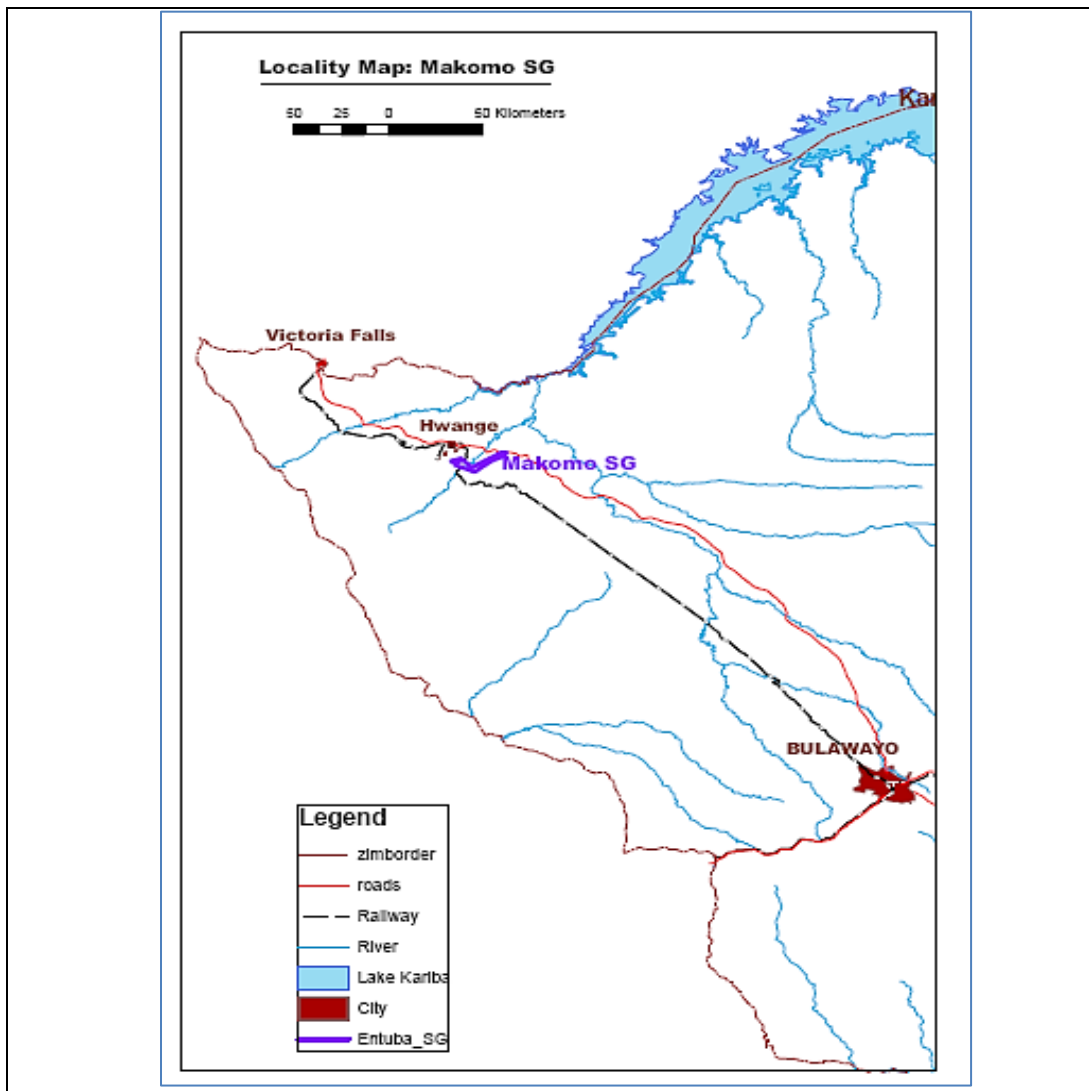 Locality Map: Makomo SG
50 25 0 50 Kilometers
Victoria Falls
Hwange
Makomo SG
BULAWAYO
Legend
zimborder
roads
Railway
River
Lake Kariba
City
Entuba_SG